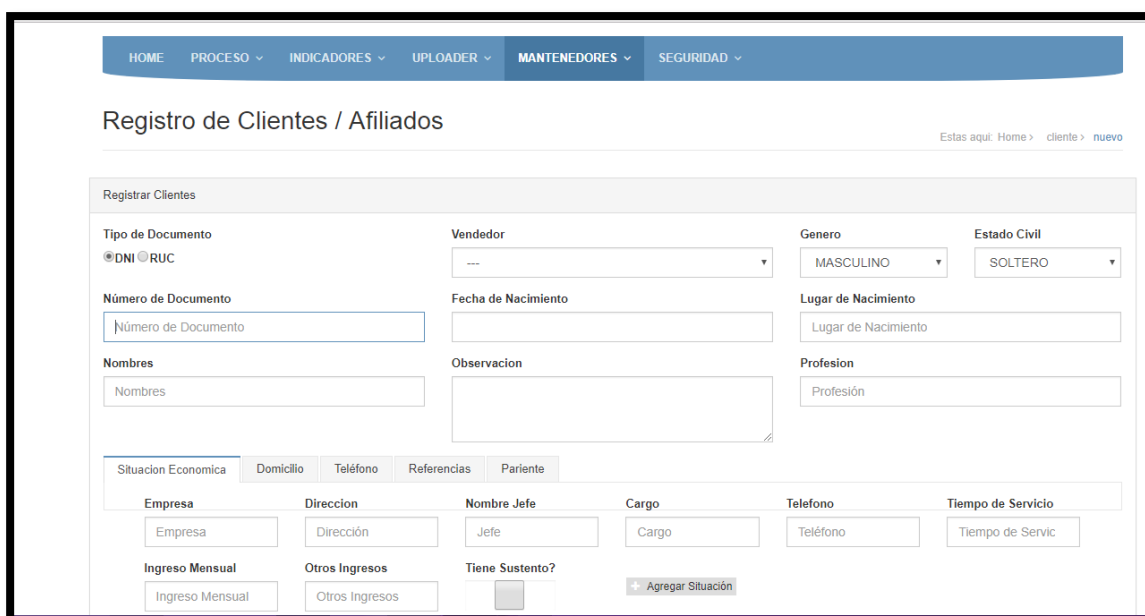 HOME PROCESO INDICADORES UPLOADER MANTENEDORES SEGURIDAD
Registro de Clientes / Afiliados
Estas aqui: Home > cliente > nuevo
Registrar Clientes
Tipo de Documento Vendedor Genero Estado Civil
DNI RUC --- MASCULINO SOLTERO
Número de Documento Fecha de Nacimiento Lugar de Nacimiento
Número de Documento Lugar de Nacimiento
Nombres Observacion Profesion
Nombres Profesión
Situacion Economica Domicilio Teléfono Referencias Pariente
Empresa Direccion Nombre Jefe Cargo Telefono Tiempo de Servicio
Empresa Dirección Jefe Cargo Teléfono Tiempo de Servic
Ingreso Mensual Otros Ingresos Tiene Sustento?
Ingreso Mensual Otros Ingresos + Agregar Situación